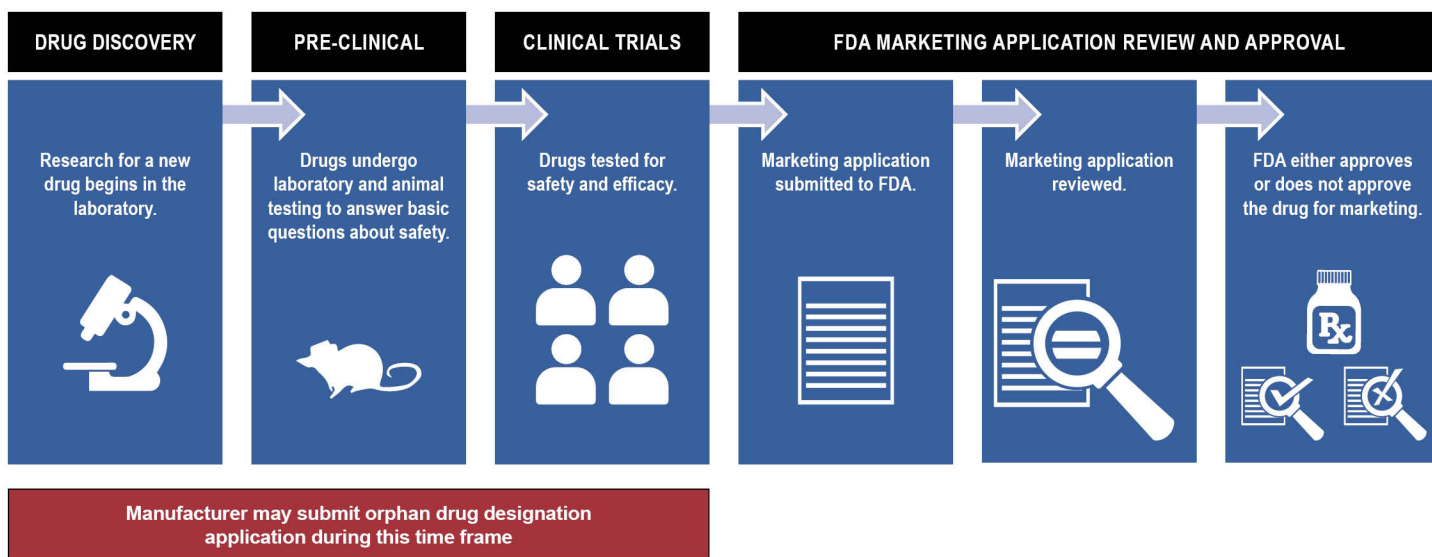 DRUG DISCOVERY
PRE-CLINICAL
CLINICAL TRIALS
FDA MARKETING APPLICATION REVIEW AND APPROVAL
Research for a new
drug begins in the
laboratory.
Drugs undergo
laboratory and animal
testing to answer basic
questions about safety.
Drugs tested for
safety and efficacy.
Marketing application
submitted to FDA.
Marketing application
reviewed.
FDA either approves
or does not approve
the drug for marketing.
Rx
Manufacturer may submit orphan drug designation
application during this time frame